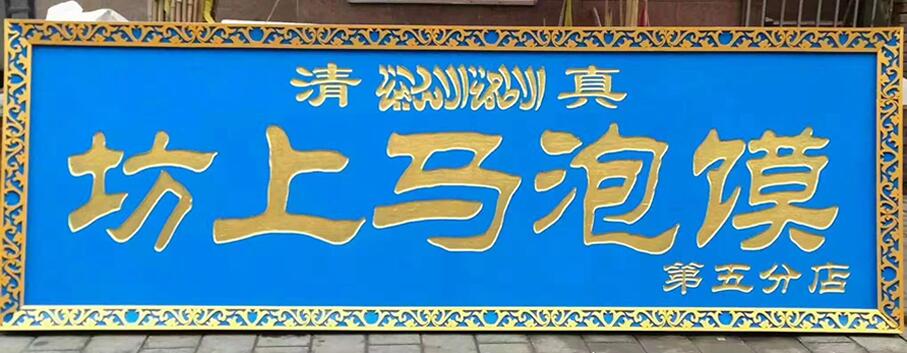 清 真
坊上马泡馍
第五分店